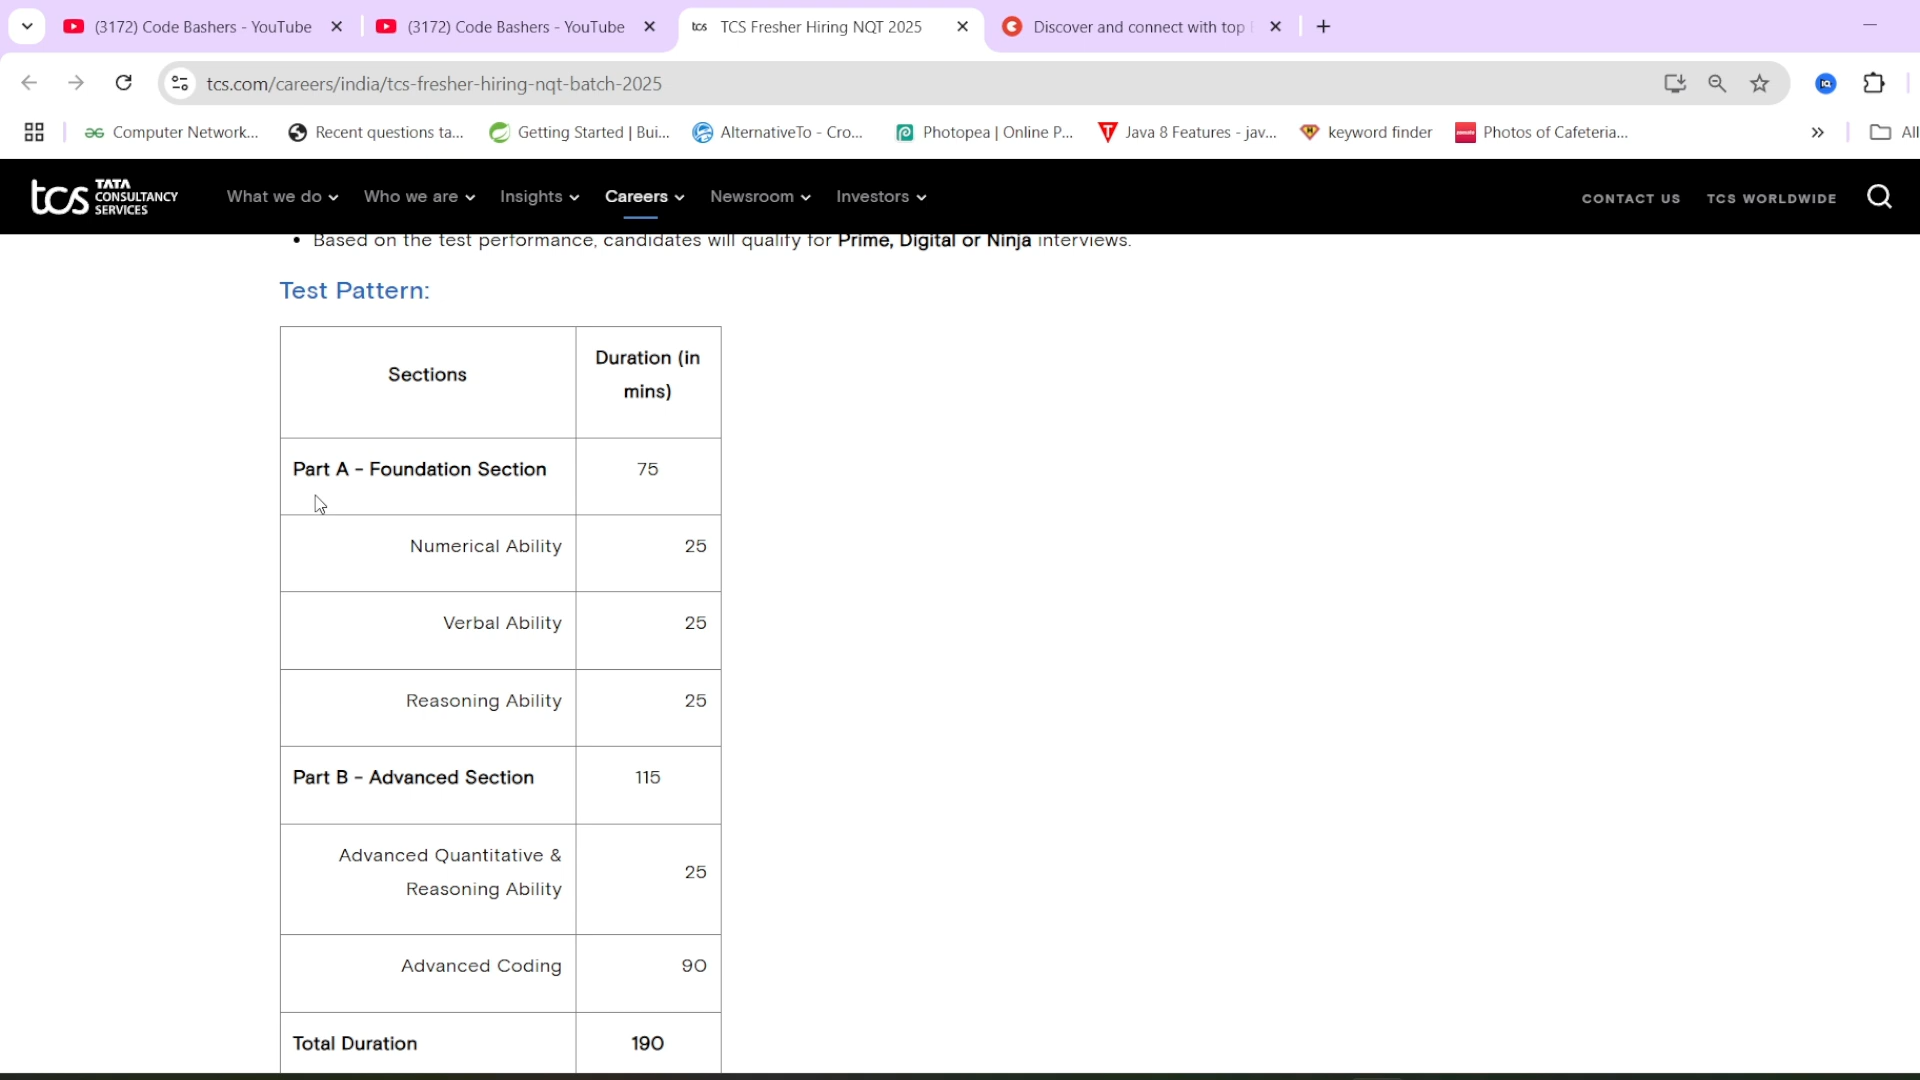 (3172) Code Bashers - YouTube
(3172) Code Bashers - YouTube
tcs TCS Fresher Hiring NQT 2025
Discover and connect with top
tcs.com/careers/india/tcs-fresher-hiring-nqt-batch-2025
Computer Network...
Recent questions ta...
Getting Started | Bui...
AlternativeTo - Cro...
Photopea | Online P...
Java 8 Features - jav...
keyword finder
Photos of Cafeteria...
All
tcs TATA
CONSULTANCY
SERVICES
What we do
Who we are
Insights
Careers
Newsroom
Investors
CONTACT US
TCS WORLDWIDE
• Based on the test performance, candidates will qualify for Prime, Digital or Ninja interviews.
Test Pattern:
Sections
Duration (in
mins)
Part A - Foundation Section 75
Numerical Ability 25
Verbal Ability 25
Reasoning Ability 25
Part B - Advanced Section 115
Advanced Quantitative &
Reasoning Ability 25
Advanced Coding 90
Total Duration 190